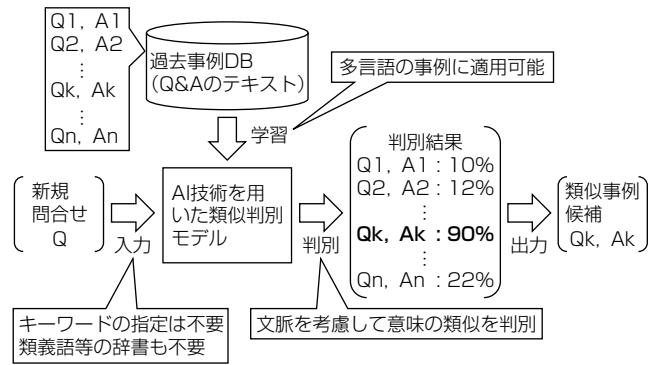 Q1, A1
Q2, A2
⋮
Qk, Ak
⋮
Qn, An
過去事例DB
（Q&Aのテキスト）
多言語の事例に適用可能
学習
新規
問合せ
Q
入力
AI技術を用
いた類似判別
モデル
判別
判別結果
Q1, A1 : 10%
Q2, A2 : 12%
⋮
Qk, Ak : 90%
⋮
Qn, An : 22%
出力
類似事例
候補
Qk, Ak
キーワードの指定は不要
類義語等の辞書も不要
文脈を考慮して意味の類似を判別